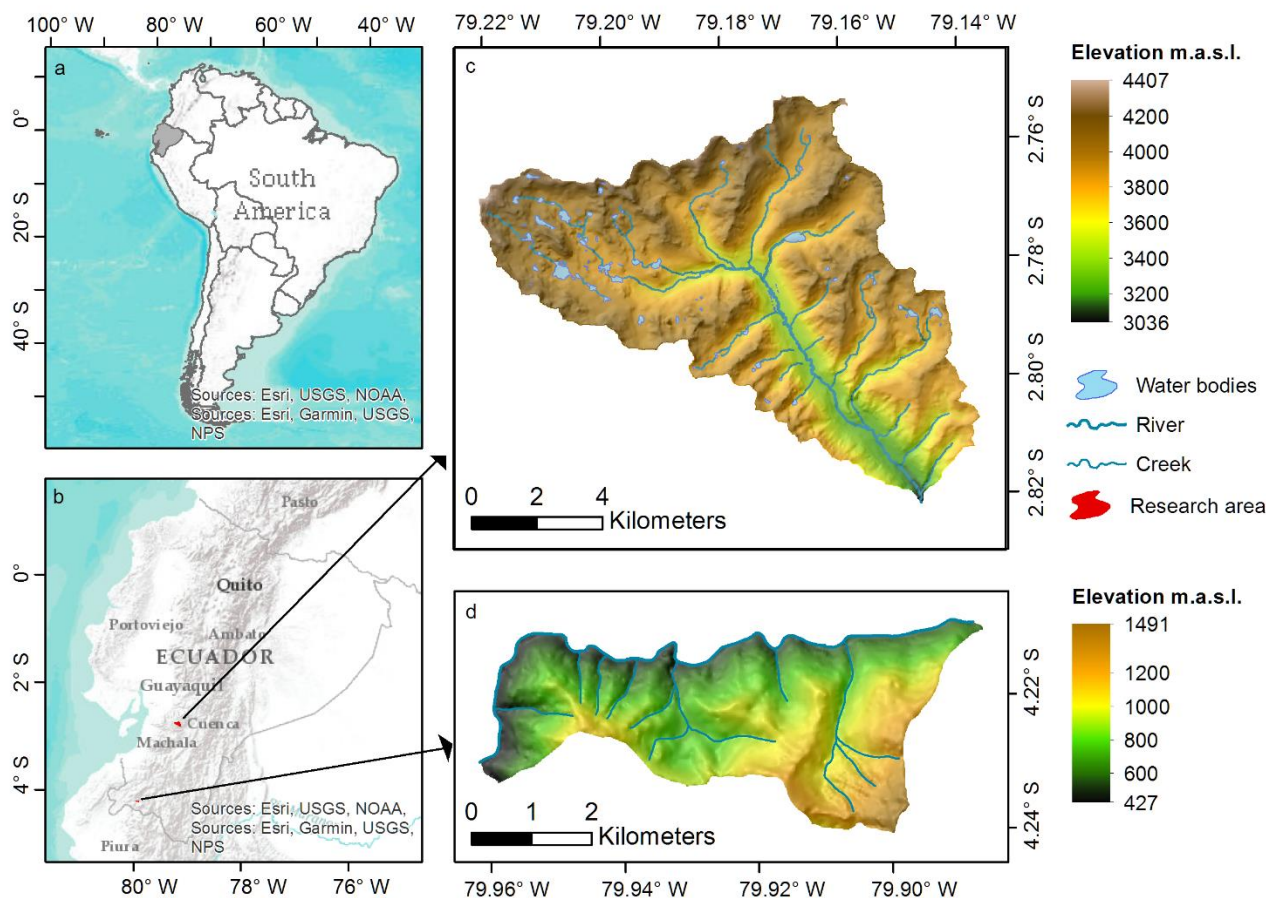 100° W 80° W 60° W 40° W
a
0°
20° S
40° S
South
America
Sources: Esri, USGS, NOAA,
Sources: Esri, Garmin, USGS,
NPS
b
0°
2° S
4° S
Pasto
Quito
Portoviejo
Ambato
ECUADOR
Guayaquil
Cuenca
Machala
Sources: Esri, USGS, NOAA,
Sources: Esri, Garmin, USGS,
NPS
Piura
80° W 78° W 76° W
79.22° W 79.20° W 79.18° W 79.16° W 79.14° W
c
2.76° S
2.78° S
2.80° S
2.82° S
0 2 4
Kilometers
d
4.22° S
4.24° S
0 1 2
Kilometers
79.96° W 79.94° W 79.92° W 79.90° W
Elevation m.a.s.l.
4407
4200
4000
3800
3600
3400
3200
3036
Water bodies
River
Creek
Research area
Elevation m.a.s.l.
1491
1200
1000
800
600
427